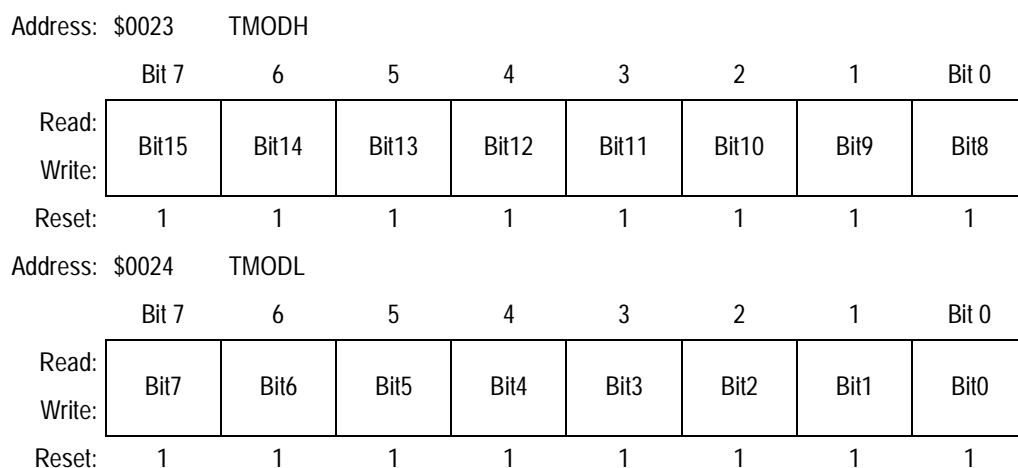 Address: $0023 TMODH
Bit 7 6 5 4 3 2 1 Bit 0
Read:
Bit15 Bit14 Bit13 Bit12 Bit11 Bit10 Bit9 Bit8
Write:
Reset: 1 1 1 1 1 1 1 1
Address: $0024 TMODL
Bit 7 6 5 4 3 2 1 Bit 0
Read:
Bit7 Bit6 Bit5 Bit4 Bit3 Bit2 Bit1 Bit0
Write:
Reset: 1 1 1 1 1 1 1 1